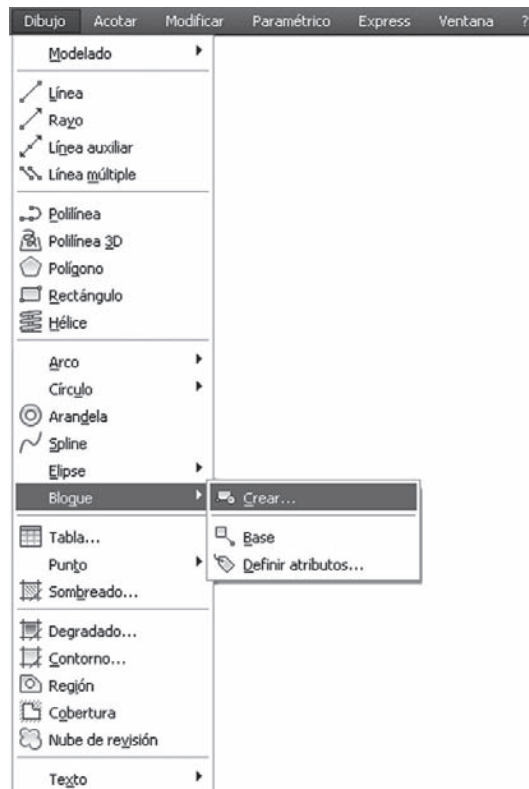 Dibujo Acotar Modificar Paramétrico Express Ventana ?
Modelado
Línea
Rayo
Línea auxiliar
Línea múltiple
Polilínea
Polilínea 3D
Polígono
Rectángulo
Hélice
Arco
Círculo
Arandela
Spline
Elipse
Bloque
Crear...
Base
Definir atributos...
Tabla...
Punto
Sombreado...
Degradado...
Contorno...
Región
Cobertura
Nube de revisión
Texto